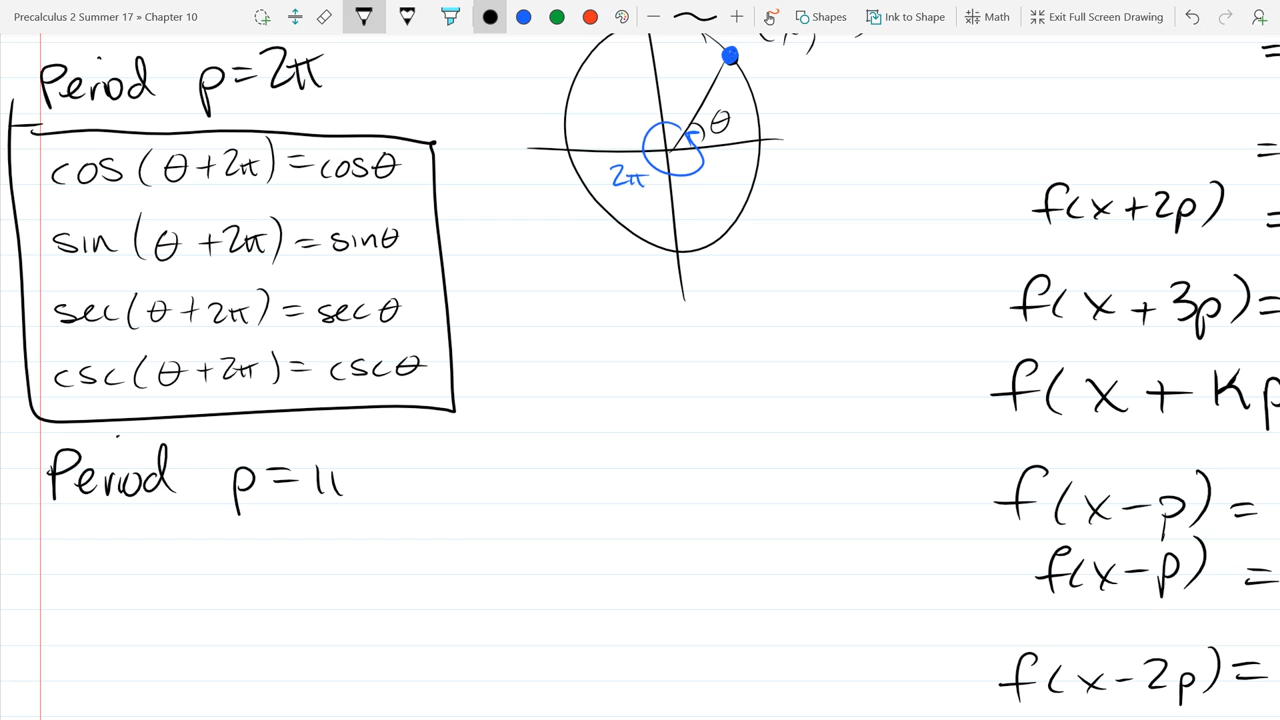 Precalculus 2 Summer 17 » Chapter 10
Shapes
Ink to Shape
Math
Exit Full Screen Drawing
Period p=2π
cos(θ+2π)=cosθ
sin(θ+2π)=sinθ
sec(θ+2π)=secθ
csc(θ+2π)=cscθ
Period p=
θ
2π
=
=
f(x+2p) =
f(x+3p)=
f(x+Kp
f(x-p)=
f(x-p) =
f(x-2p)=